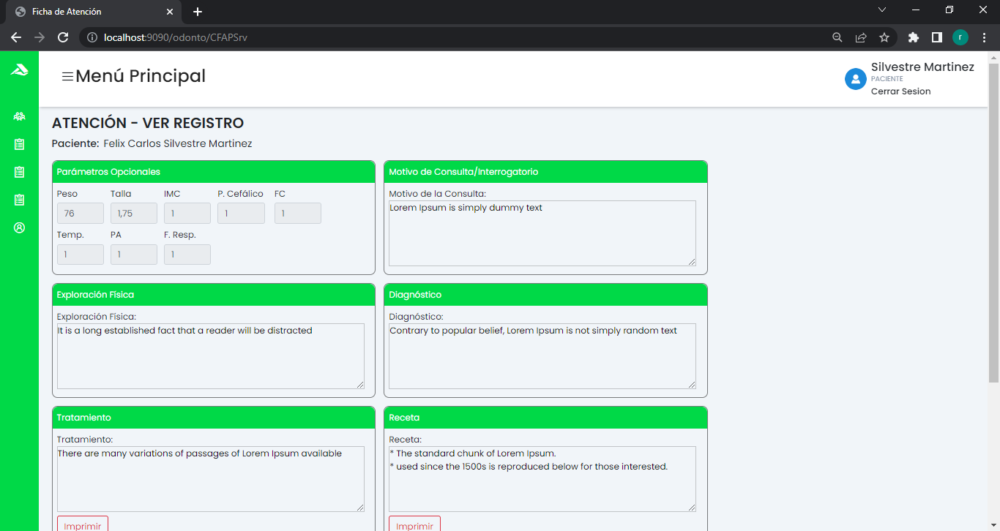 Ficha de Atención
localhost:9090/odonto/CFAPSrv
r
Menú Principal
Silvestre Martinez
PACIENTE
Cerrar Sesion
ATENCIÓN - VER REGISTRO
Paciente: Felix Carlos Silvestre Martinez
Parámetros Opcionales
Peso Talla IMC P. Cefálico FC
76 1,75 1 1 1
Temp. PA F. Resp.
1 1 1
Motivo de Consulta/Interrogatorio
Motivo de la Consulta:
Lorem Ipsum is simply dummy text
Exploración Física
Exploración Física:
It is a long established fact that a reader will be distracted
Diagnóstico
Diagnóstico:
Contrary to popular belief, Lorem Ipsum is not simply random text
Tratamiento
Tratamiento:
There are many variations of passages of Lorem Ipsum available
Imprimir
Receta
Receta:
* The standard chunk of Lorem Ipsum.
* used since the 1500s is reproduced below for those interested.
Imprimir